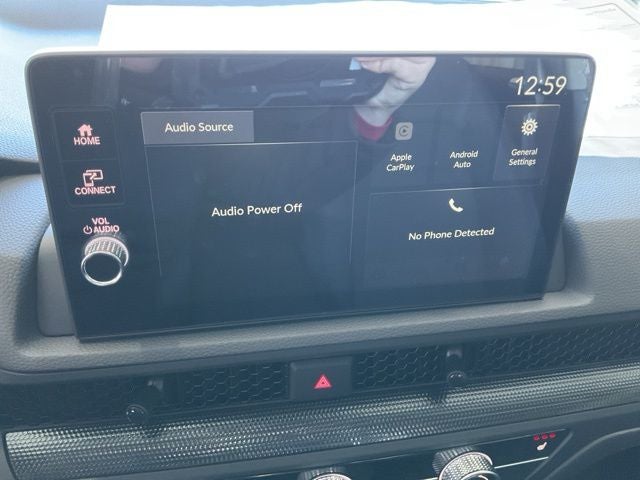 12:59
HOME
Audio Source
Apple
CarPlay
Android
Auto
General
Settings
CONNECT
Audio Power Off
VOL
AUDIO
No Phone Detected